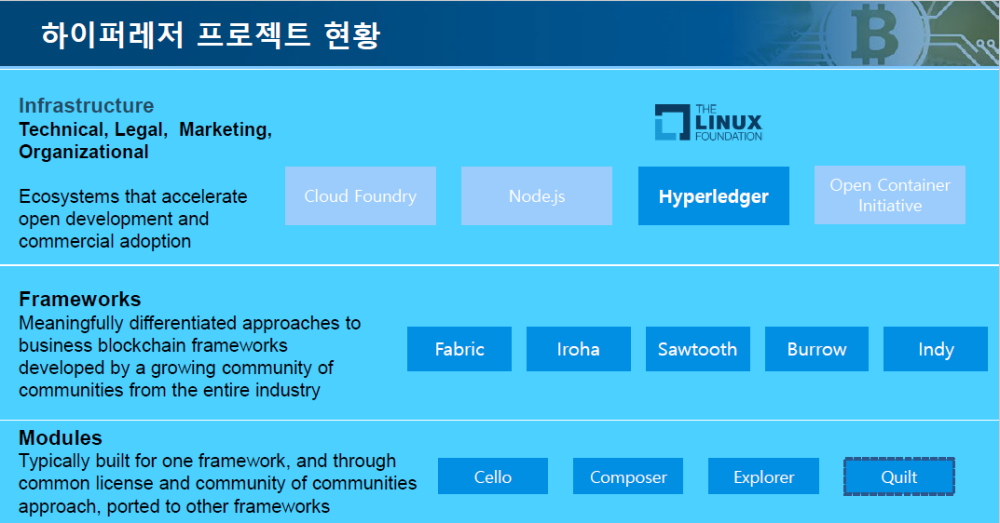 하이퍼레저 프로젝트 현황
Infrastructure
Technical, Legal, Marketing,
Organizational
Ecosystems that accelerate
open development and
commercial adoption
THE
LINUX
FOUNDATION
Cloud Foundry
Node.js
Hyperledger
Open Container
Initiative
Frameworks
Meaningfully differentiated approaches to
business blockchain frameworks
developed by a growing community of
communities from the entire industry
Fabric
Iroha
Sawtooth
Burrow
Indy
Modules
Typically built for one framework, and through
common license and community of communities
approach, ported to other frameworks
Cello
Composer
Explorer
Quilt